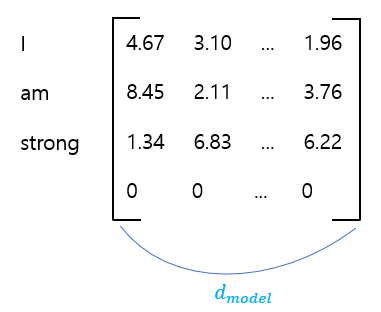 I 4.67 3.10 ... 1.96
am 8.45 2.11 ... 3.76
strong 1.34 6.83 ... 6.22
0 0 ... 0
d_model